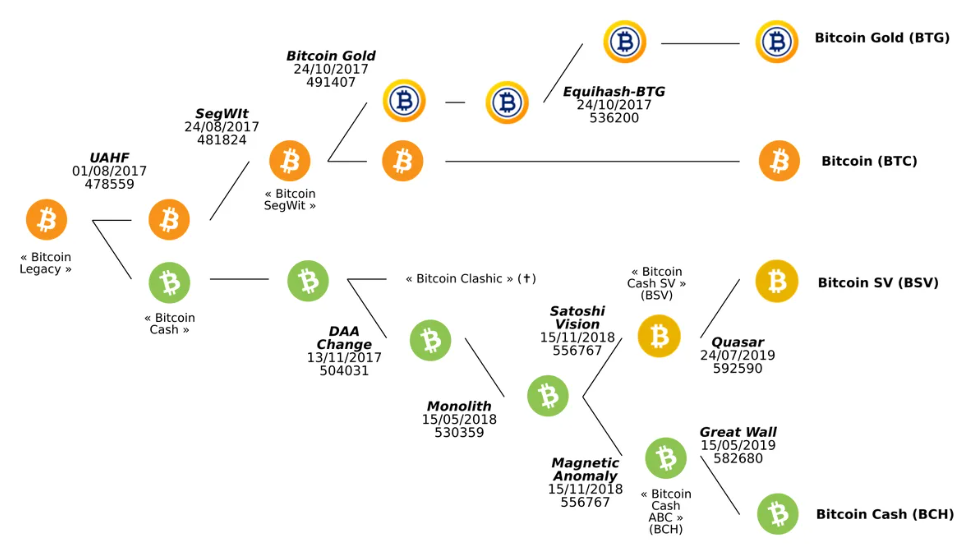 Bitcoin Gold
24/10/2017
491407
Bitcoin Gold (BTG)
Equihash-BTG
24/10/2017
536200
SegWIt
24/08/2017
481824
UAHF
01/08/2017
478559
Bitcoin (BTC)
« Bitcoin
SegWit »
« Bitcoin
Legacy »
« Bitcoin
Cash »
« Bitcoin Clashic » (✝)
« Bitcoin
Cash SV »
(BSV)
Bitcoin SV (BSV)
DAA
Change
13/11/2017
504031
Satoshi
Vision
15/11/2018
556767
Quasar
24/07/2019
592590
Monolith
15/05/2018
530359
Magnetic
Anomaly
15/11/2018
556767
Great Wall
15/05/2019
582680
« Bitcoin
Cash
ABC »
(BCH)
Bitcoin Cash (BCH)